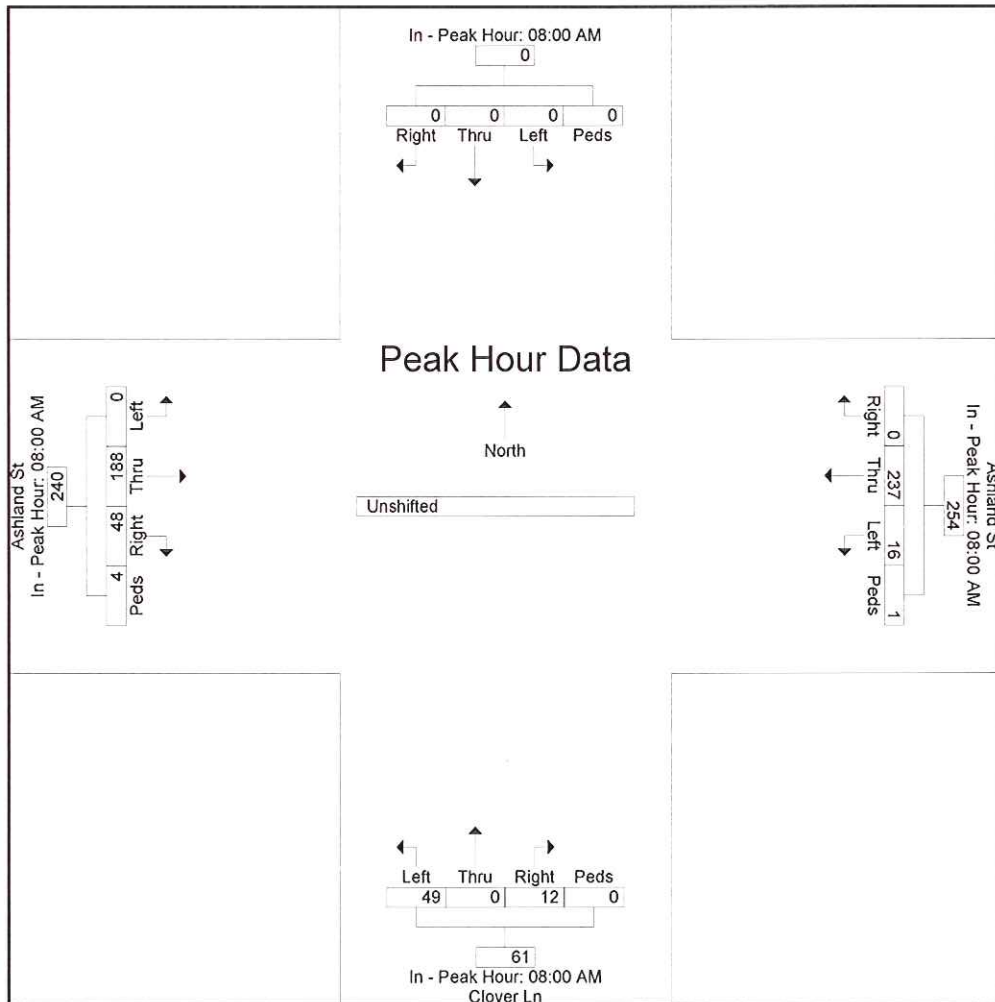 In - Peak Hour: 08:00 AM
0
0 0 0 0
Right Thru Left Peds
Peak Hour Data
North
Unshifted
Ashland St
In - Peak Hour: 08:00 AM
240
0 188 48 4
Left Thru Right Peds
Ashland St
In - Peak Hour: 08:00 AM
254
0 237 16 1
Right Thru Left Peds
Left Thru Right Peds
49 0 12 0
61
In - Peak Hour: 08:00 AM
Clover Ln